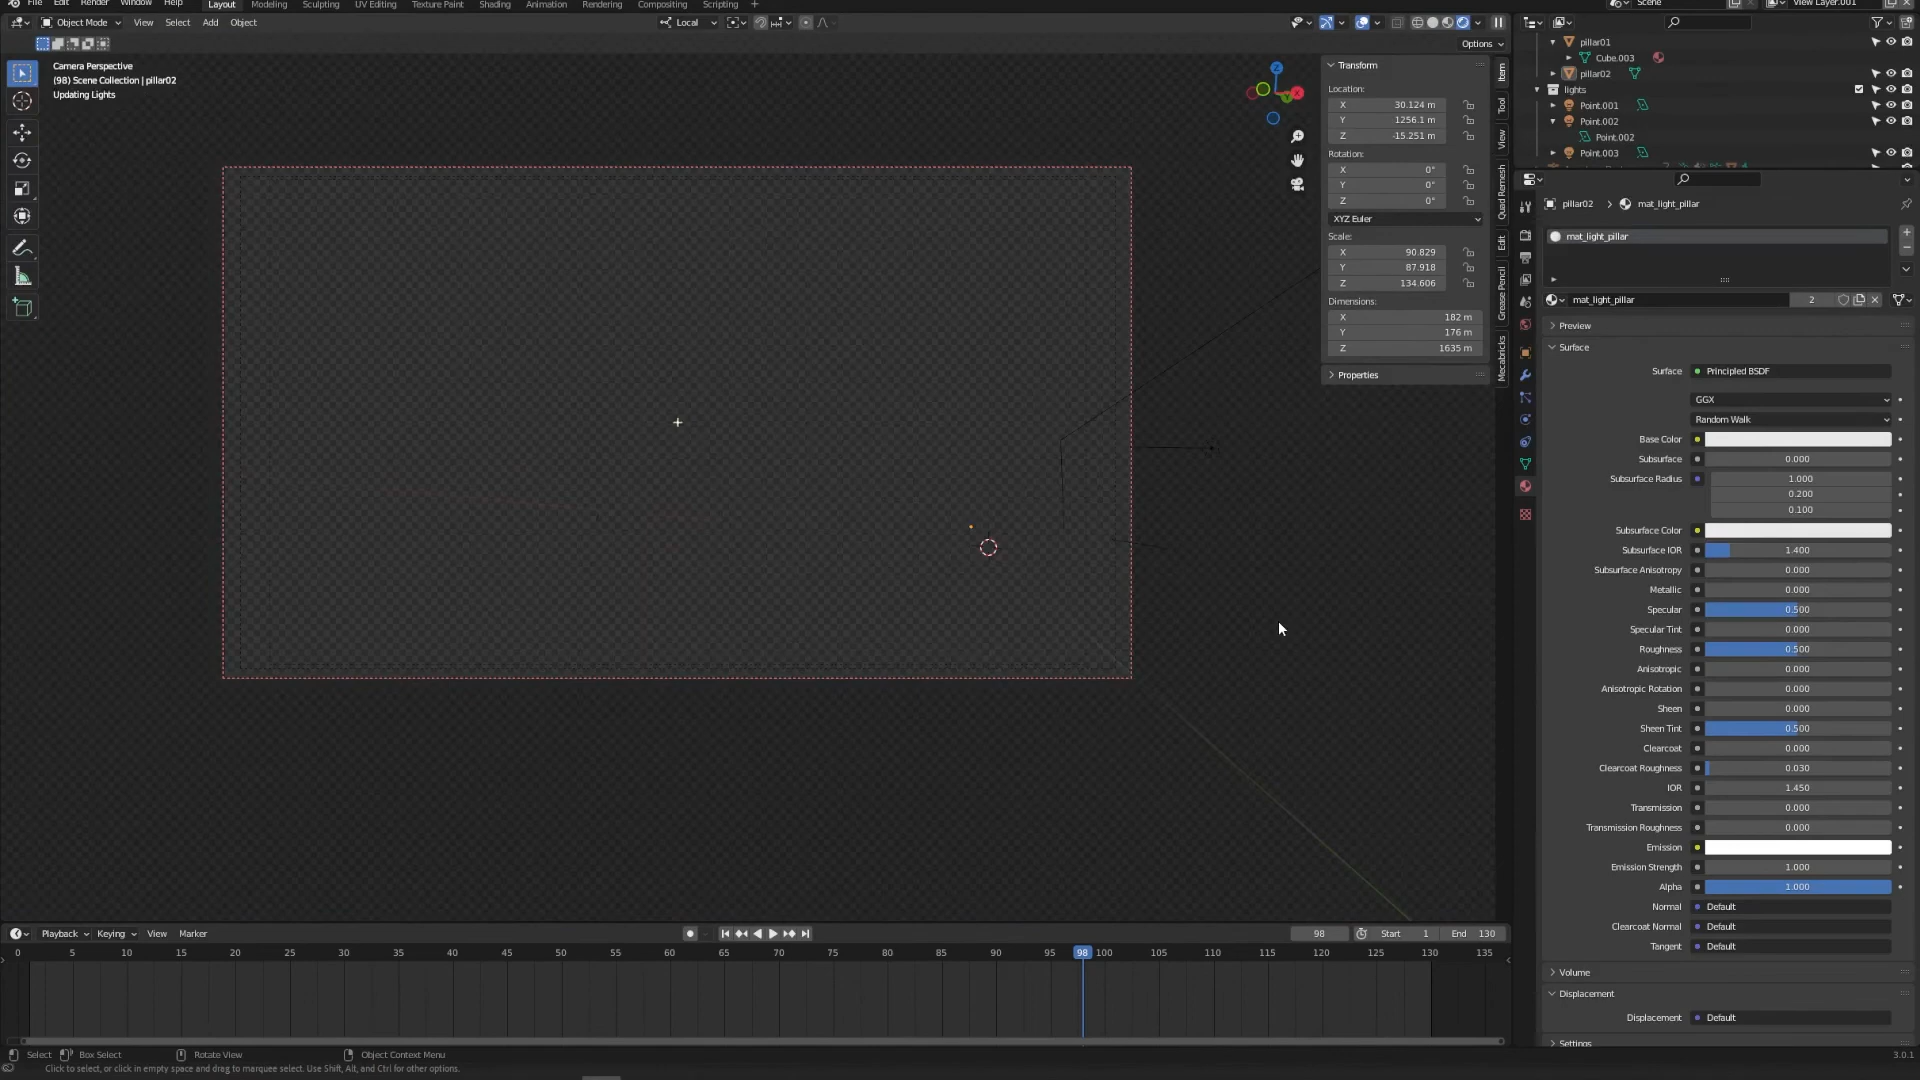 File Edit Render Window Help Layout Modeling Sculpting UV Editing Texture Paint Shading Animation Rendering Compositing Scripting + Scene View Layer.001
Object Mode View Select Add Object Local
Options
Camera Perspective
(98) Scene Collection | pillar02
Updating Lights
Z
X
Y
Transform
Location:
X 30.124 m
Y 1256.1 m
Z -15.251 m
Rotation:
X 0°
Y 0°
Z 0°
XYZ Euler
Scale:
X 90.829
Y 87.918
Z 134.606
Dimensions:
X 182 m
Y 176 m
Z 1635 m
Properties
Item
Tool
View
Quad Remesh
Edit
Grease Pencil
Mecabricks
pillar01
Cube.003
pillar02
lights
Point.001
Point.002
Point.002
Point.003
pillar02 > mat_light_pillar
mat_light_pillar
mat_light_pillar 2
Preview
Surface
Surface Principled BSDF
GGX
Random Walk
Base Color
Subsurface 0.000
Subsurface Radius 1.000
0.200
0.100
Subsurface Color
Subsurface IOR 1.400
Subsurface Anisotropy 0.000
Metallic 0.000
Specular 0.500
Specular Tint 0.000
Roughness 0.500
Anisotropic 0.000
Anisotropic Rotation 0.000
Sheen 0.000
Sheen Tint 0.500
Clearcoat 0.000
Clearcoat Roughness 0.030
IOR 1.450
Transmission 0.000
Transmission Roughness 0.000
Emission
Emission Strength 1.000
Alpha 1.000
Normal Default
Clearcoat Normal Default
Tangent Default
Volume
Displacement
Displacement Default
Settings
Playback Keying View Marker 98 Start 1 End 130
0 5 10 15 20 25 30 35 40 45 50 55 60 65 70 75 80 85 90 95 98 100 105 110 115 120 125 130 135
Select Box Select Rotate View Object Context Menu 3.0.1
Click to select, or click in empty space and drag to marquee select. Use Shift, Alt, and Ctrl for other options.